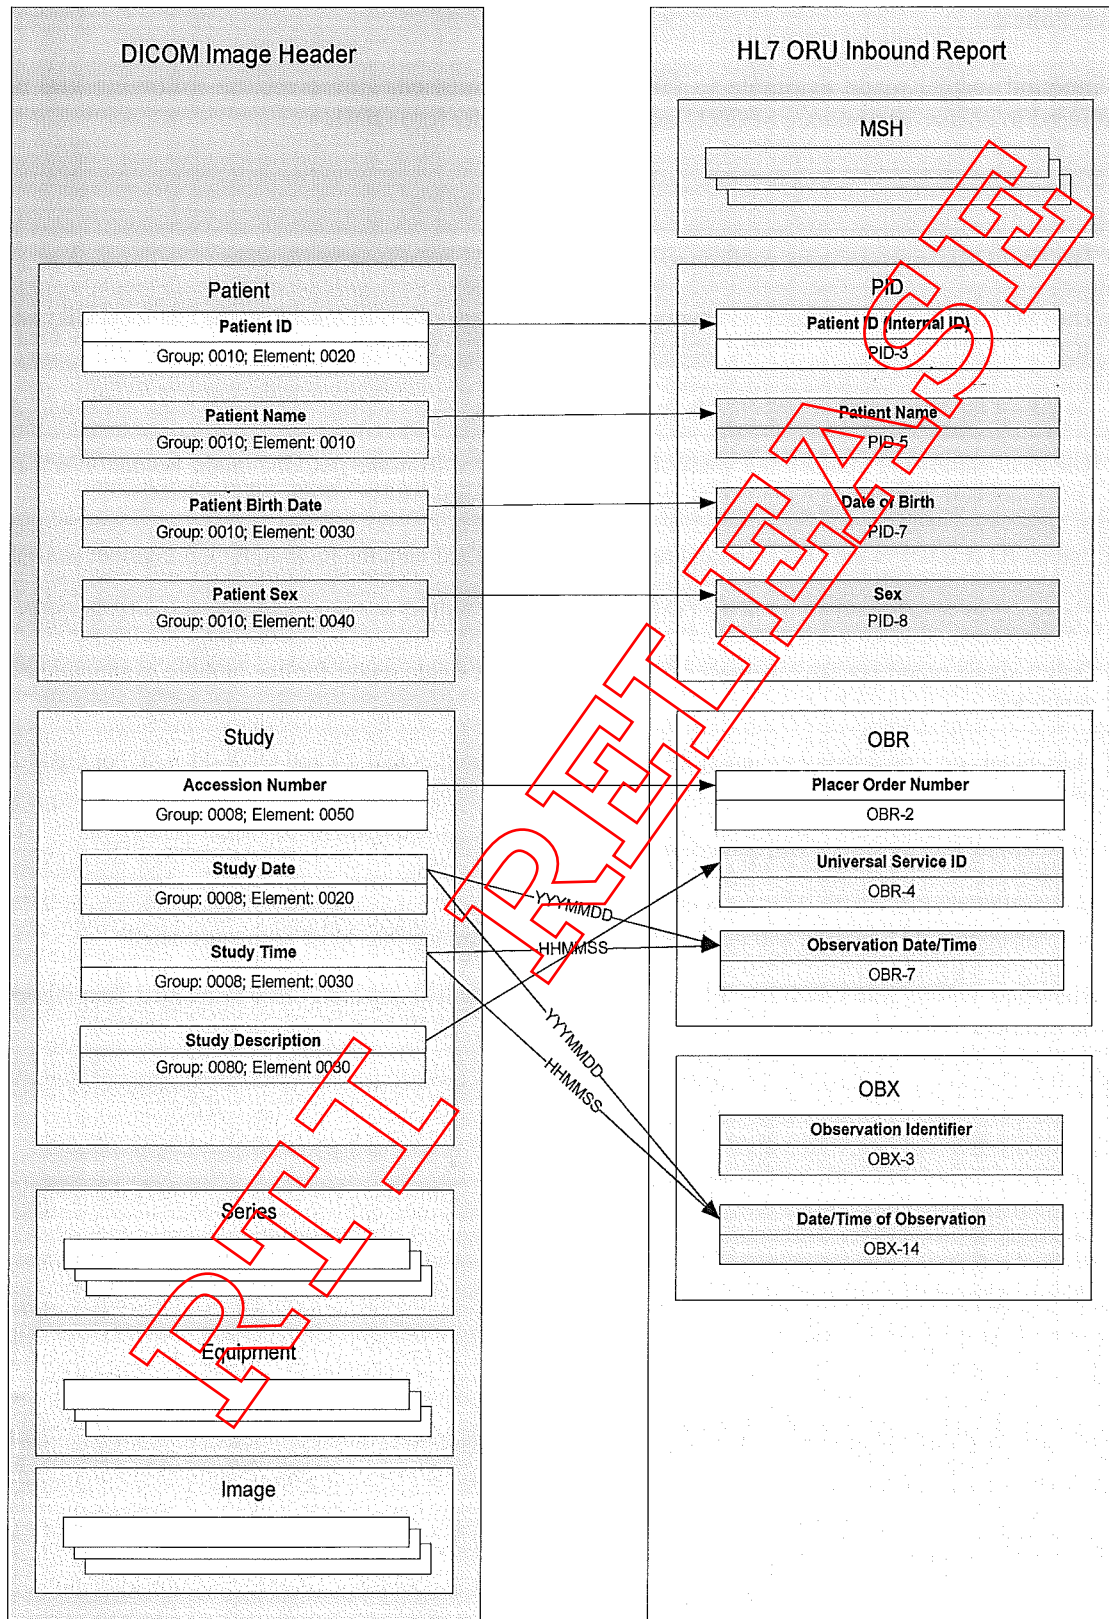 DICOM Image Header
Patient
Patient ID
Group: 0010; Element: 0020
Patient Name
Group: 0010; Element: 0010
Patient Birth Date
Group: 0010; Element: 0030
Patient Sex
Group: 0010; Element: 0040
Study
Accession Number
Group: 0008; Element: 0050
Study Date
Group: 0008; Element: 0020
Study Time
Group: 0008; Element: 0030
Study Description
Group: 0080; Element 0030
Series
Equipment
Image
YYYMMDD
HHMMSS
YYYMMDD
HHMMSS
HL7 ORU Inbound Report
MSH
PID
Patient ID (Internal ID)
PID-3
Patient Name
PID-5
Date of Birth
PID-7
Sex
PID-8
OBR
Placer Order Number
OBR-2
Universal Service ID
OBR-4
Observation Date/Time
OBR-7
OBX
Observation Identifier
OBX-3
Date/Time of Observation
OBX-14
RTI RELEASE